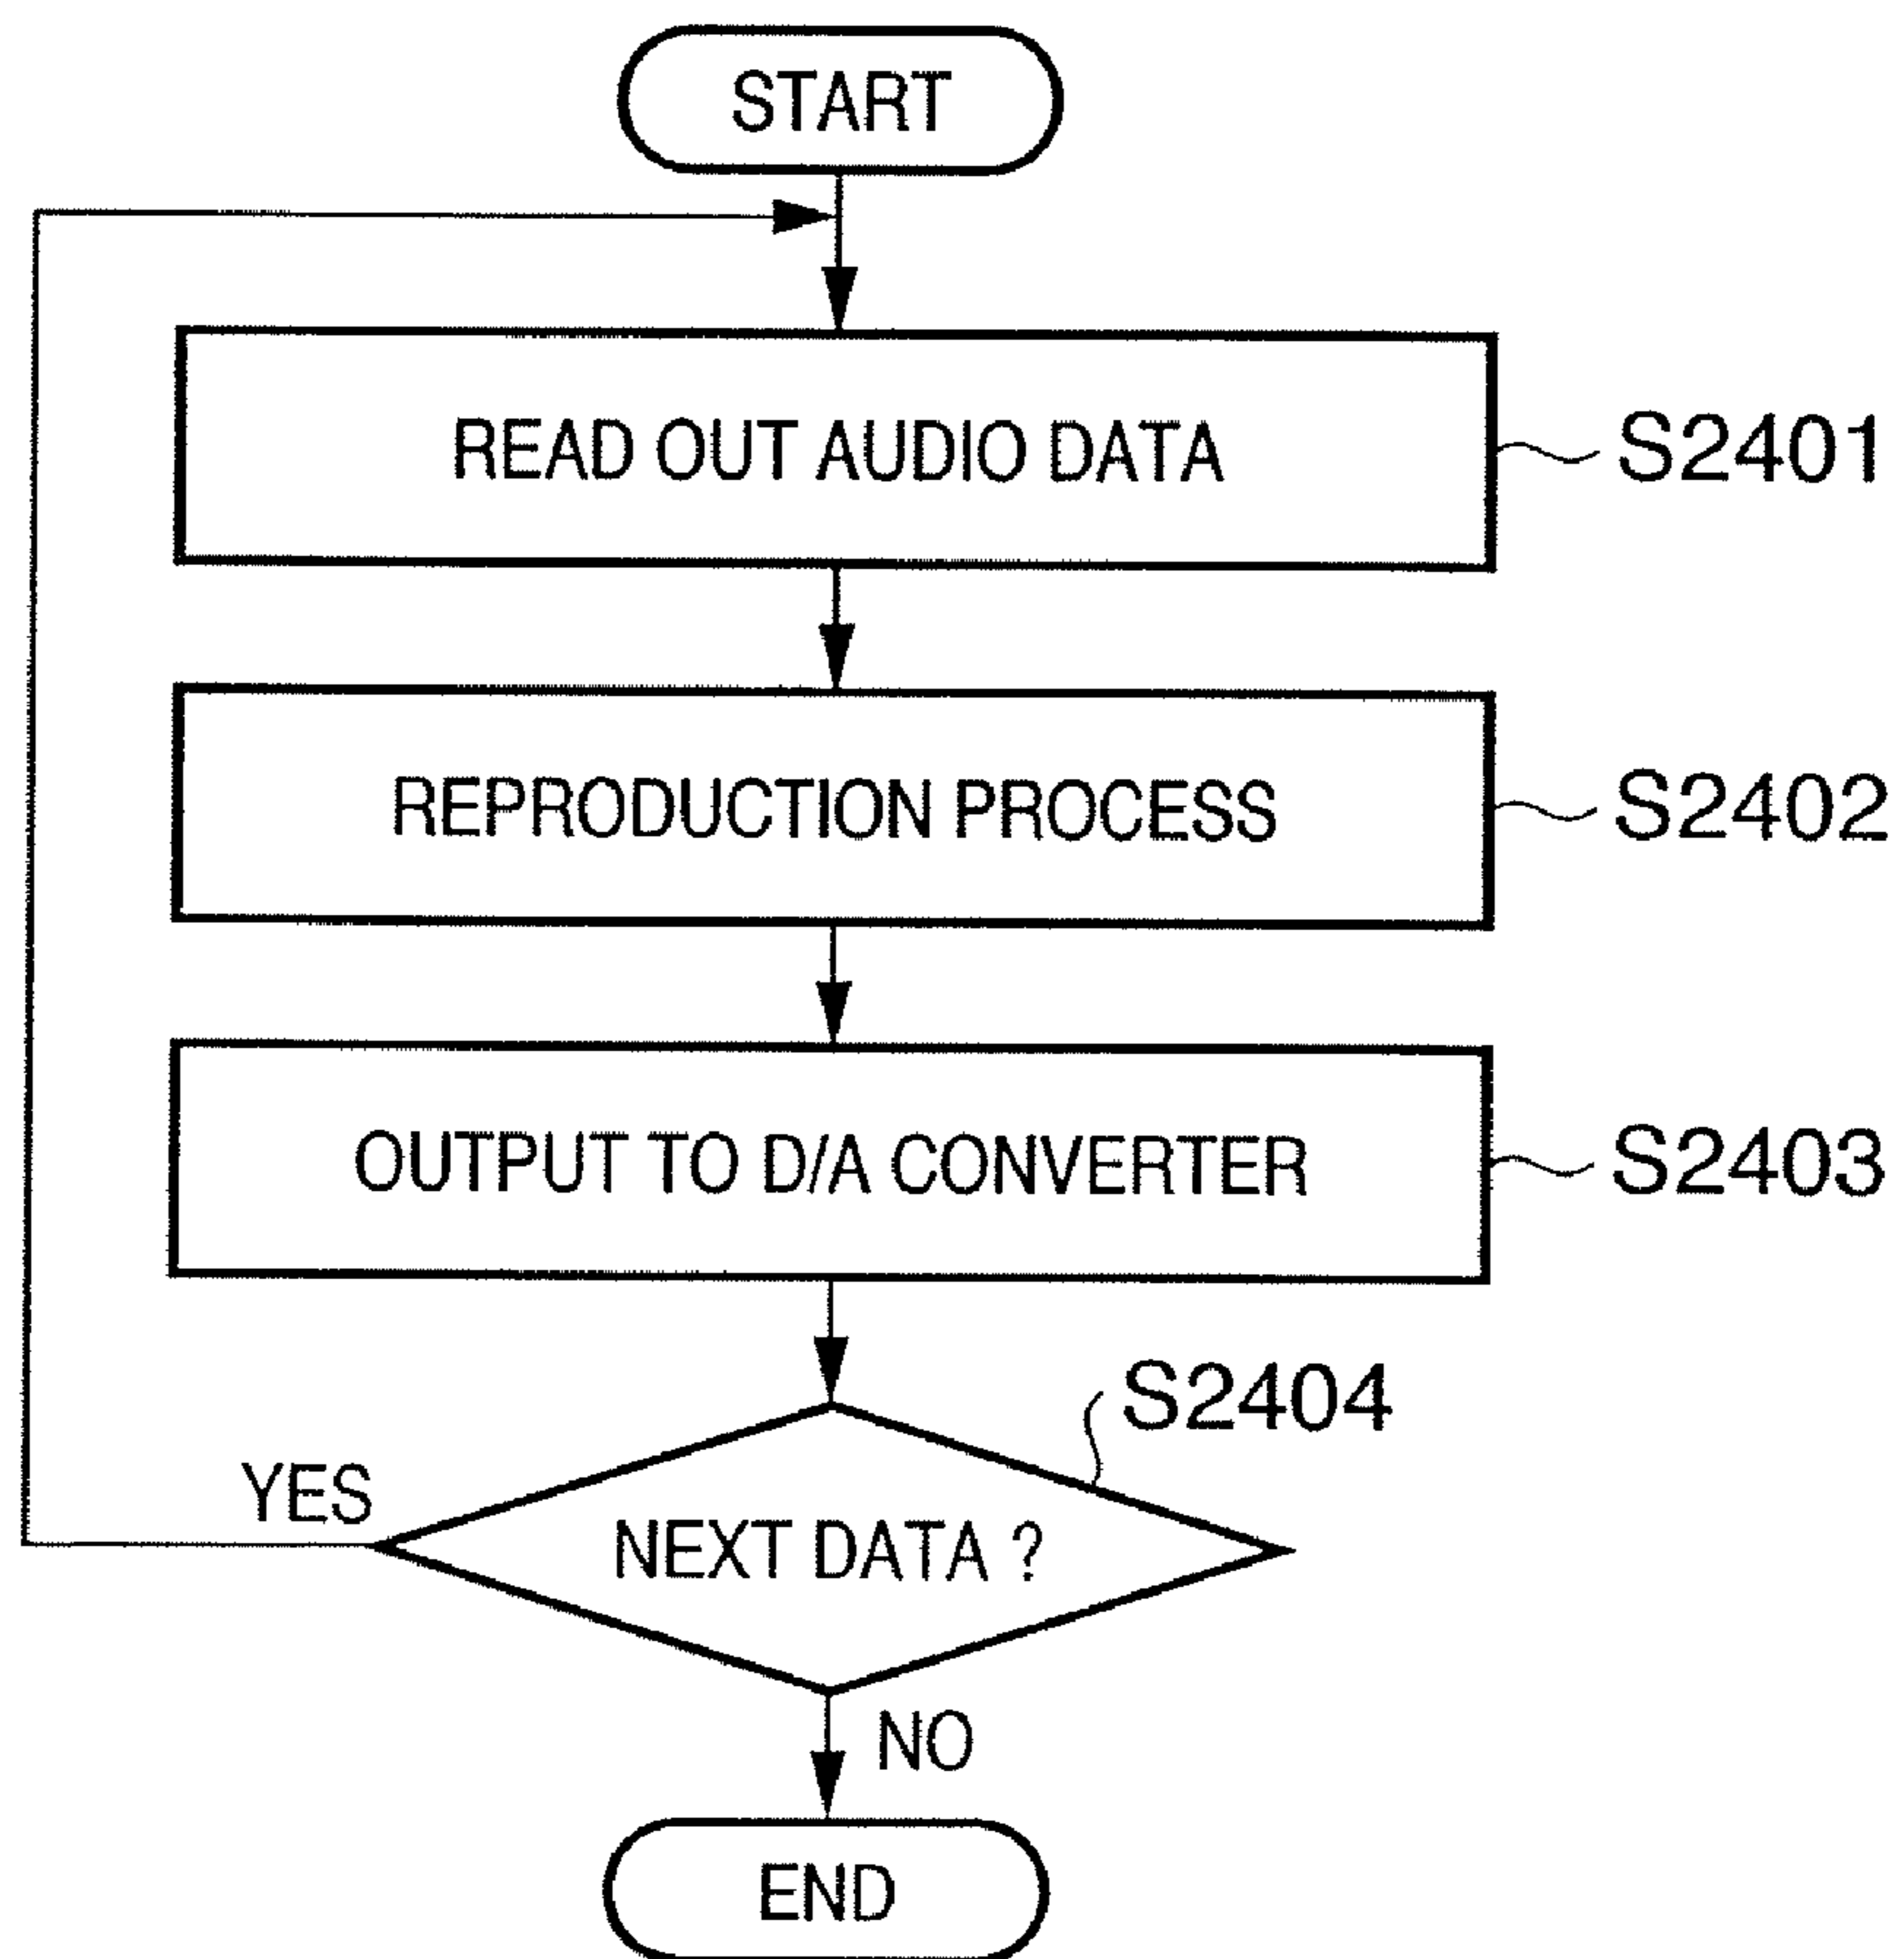 START
READ OUT AUDIO DATA
S2401
REPRODUCTION PROCESS
S2402
OUTPUT TO D/A CONVERTER
S2403
S2404
YES
NEXT DATA ?
NO
END